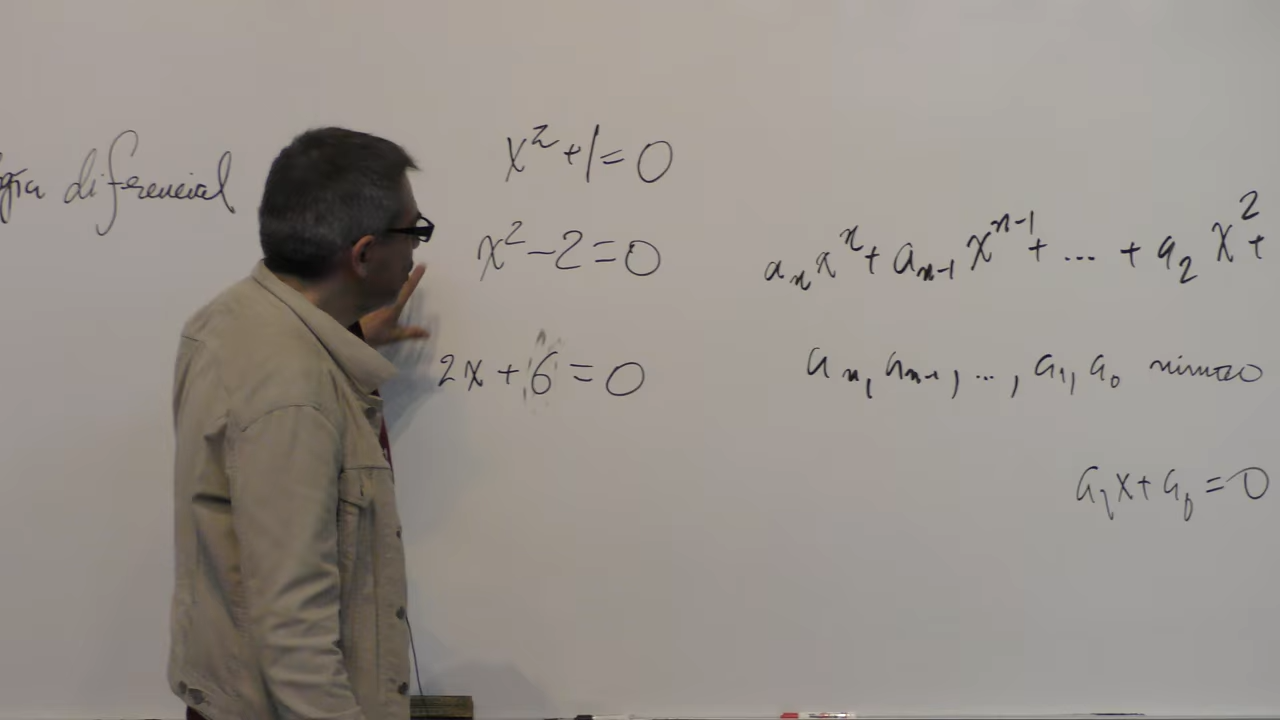 diferencial
x² + 1 = 0
x² − 2 = 0
2x + 6 = 0
aₙxⁿ + aₙ₋₁xⁿ⁻¹ + ... + a₂x² +
aₙ, aₙ₋₁, ..., a₁, a₀
a₁x + a₀ = 0